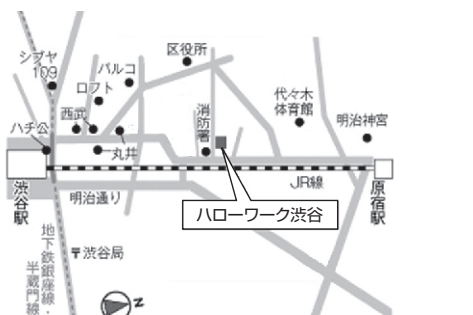 区役所
シブヤ
109
パルコ
ロフト
西武
丸井
ハチ公
消防署
代々木
体育館
明治神宮
渋谷駅
JR線
原宿駅
明治通り
ハローワーク渋谷
地下鉄銀座線・
半蔵門線
〒渋谷局
N